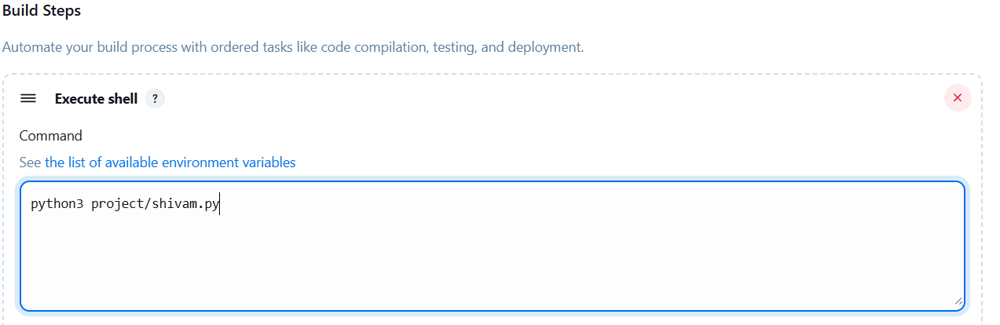 Build Steps
Automate your build process with ordered tasks like code compilation, testing, and deployment.
Execute shell ?
Command
See the list of available environment variables
python3 project/shivam.py